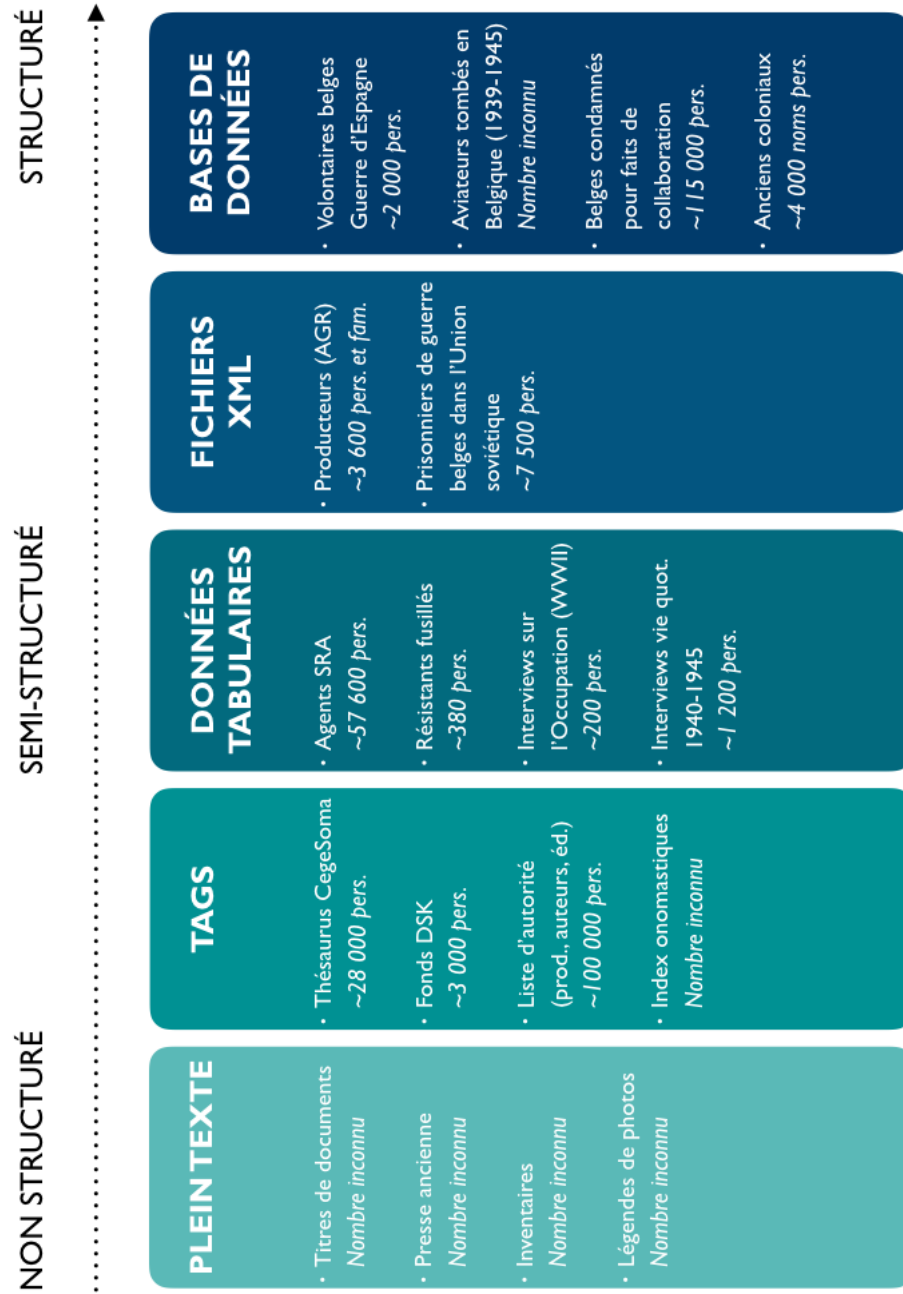 NON STRUCTURÉ
SEMI-STRUCTURÉ
STRUCTURÉ
PLEIN TEXTE
· Titres de documents
Nombre inconnu
· Presse ancienne
Nombre inconnu
· Inventaires
Nombre inconnu
· Légendes de photos
Nombre inconnu
TAGS
· Thésaurus CegeSoma
~28 000 pers.
· Fonds DSK
~3 000 pers.
· Liste d'autorité
(prod., auteurs, éd.)
~100 000 pers.
· Index onomastiques
Nombre inconnu
DONNÉES
TABULAIRES
· Agents SRA
~57 600 pers.
· Résistants fusillés
~380 pers.
· Interviews sur
l'Occupation (WWII)
~200 pers.
· Interviews vie quot.
1940-1945
~1 200 pers.
FICHIERS
XML
· Producteurs (AGR)
~3 600 pers. et fam.
· Prisonniers de guerre
belges dans l'Union
soviétique
~7 500 pers.
BASES DE
DONNÉES
· Volontaires belges
Guerre d'Espagne
~2 000 pers.
· Aviateurs tombés en
Belgique (1939-1945)
Nombre inconnu
· Belges condamnés
pour faits de
collaboration
~115 000 pers.
· Anciens coloniaux
~4 000 noms pers.